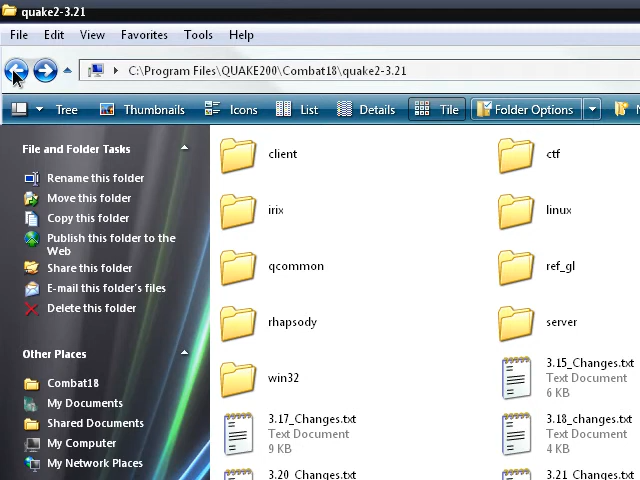 quake2-3.21
File Edit View Favorites Tools Help
C:\Program Files\QUAKE200\Combat18\quake2-3.21
Tree Thumbnails Icons List Details Tile Folder Options
File and Folder Tasks
Rename this folder
Move this folder
Copy this folder
Publish this folder to the
Web
Share this folder
E-mail this folder's files
Delete this folder
Other Places
Combat18
My Documents
Shared Documents
My Computer
My Network Places
client
ctf
irix
linux
qcommon
ref_gl
rhapsody
server
win32
3.15_Changes.txt
Text Document
6 KB
3.17_Changes.txt
Text Document
9 KB
3.18_changes.txt
Text Document
4 KB
3.20_Changes.txt
3.21_Changes.txt